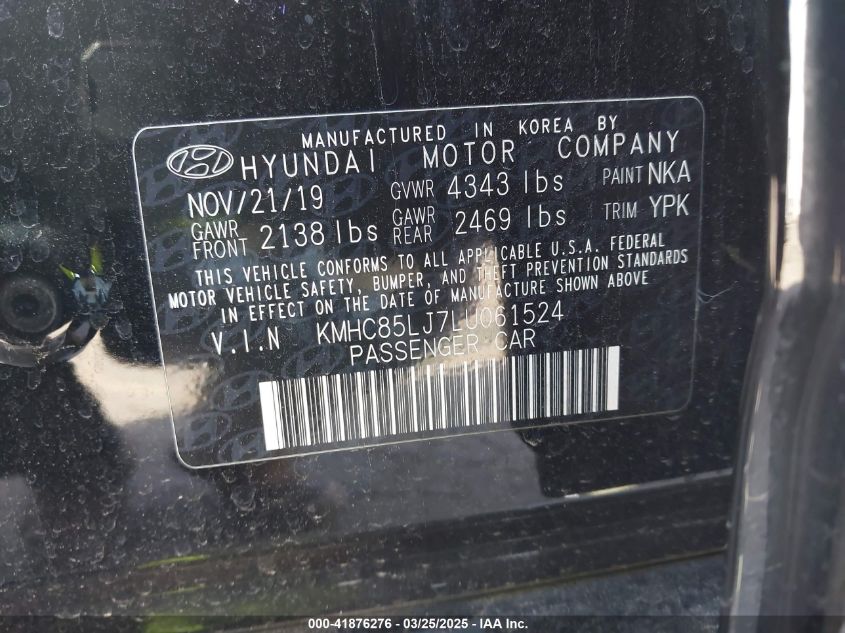 MANUFACTURED IN KOREA BY
HYUNDAI MOTOR COMPANY
NOV/21/19 GVWR 4343 lbs PAINT NKA
GAWR FRONT 2138 lbs GAWR REAR 2469 lbs TRIM YPK
THIS VEHICLE CONFORMS TO ALL APPLICABLE U.S.A. FEDERAL
MOTOR VEHICLE SAFETY, BUMPER, AND THEFT PREVENTION STANDARDS
IN EFFECT ON THE DATE OF MANUFACTURE SHOWN ABOVE
V.I.N KMHC85LJ7LU061524
PASSENGER CAR
000-41876276 - 03/25/2025 - IAA Inc.